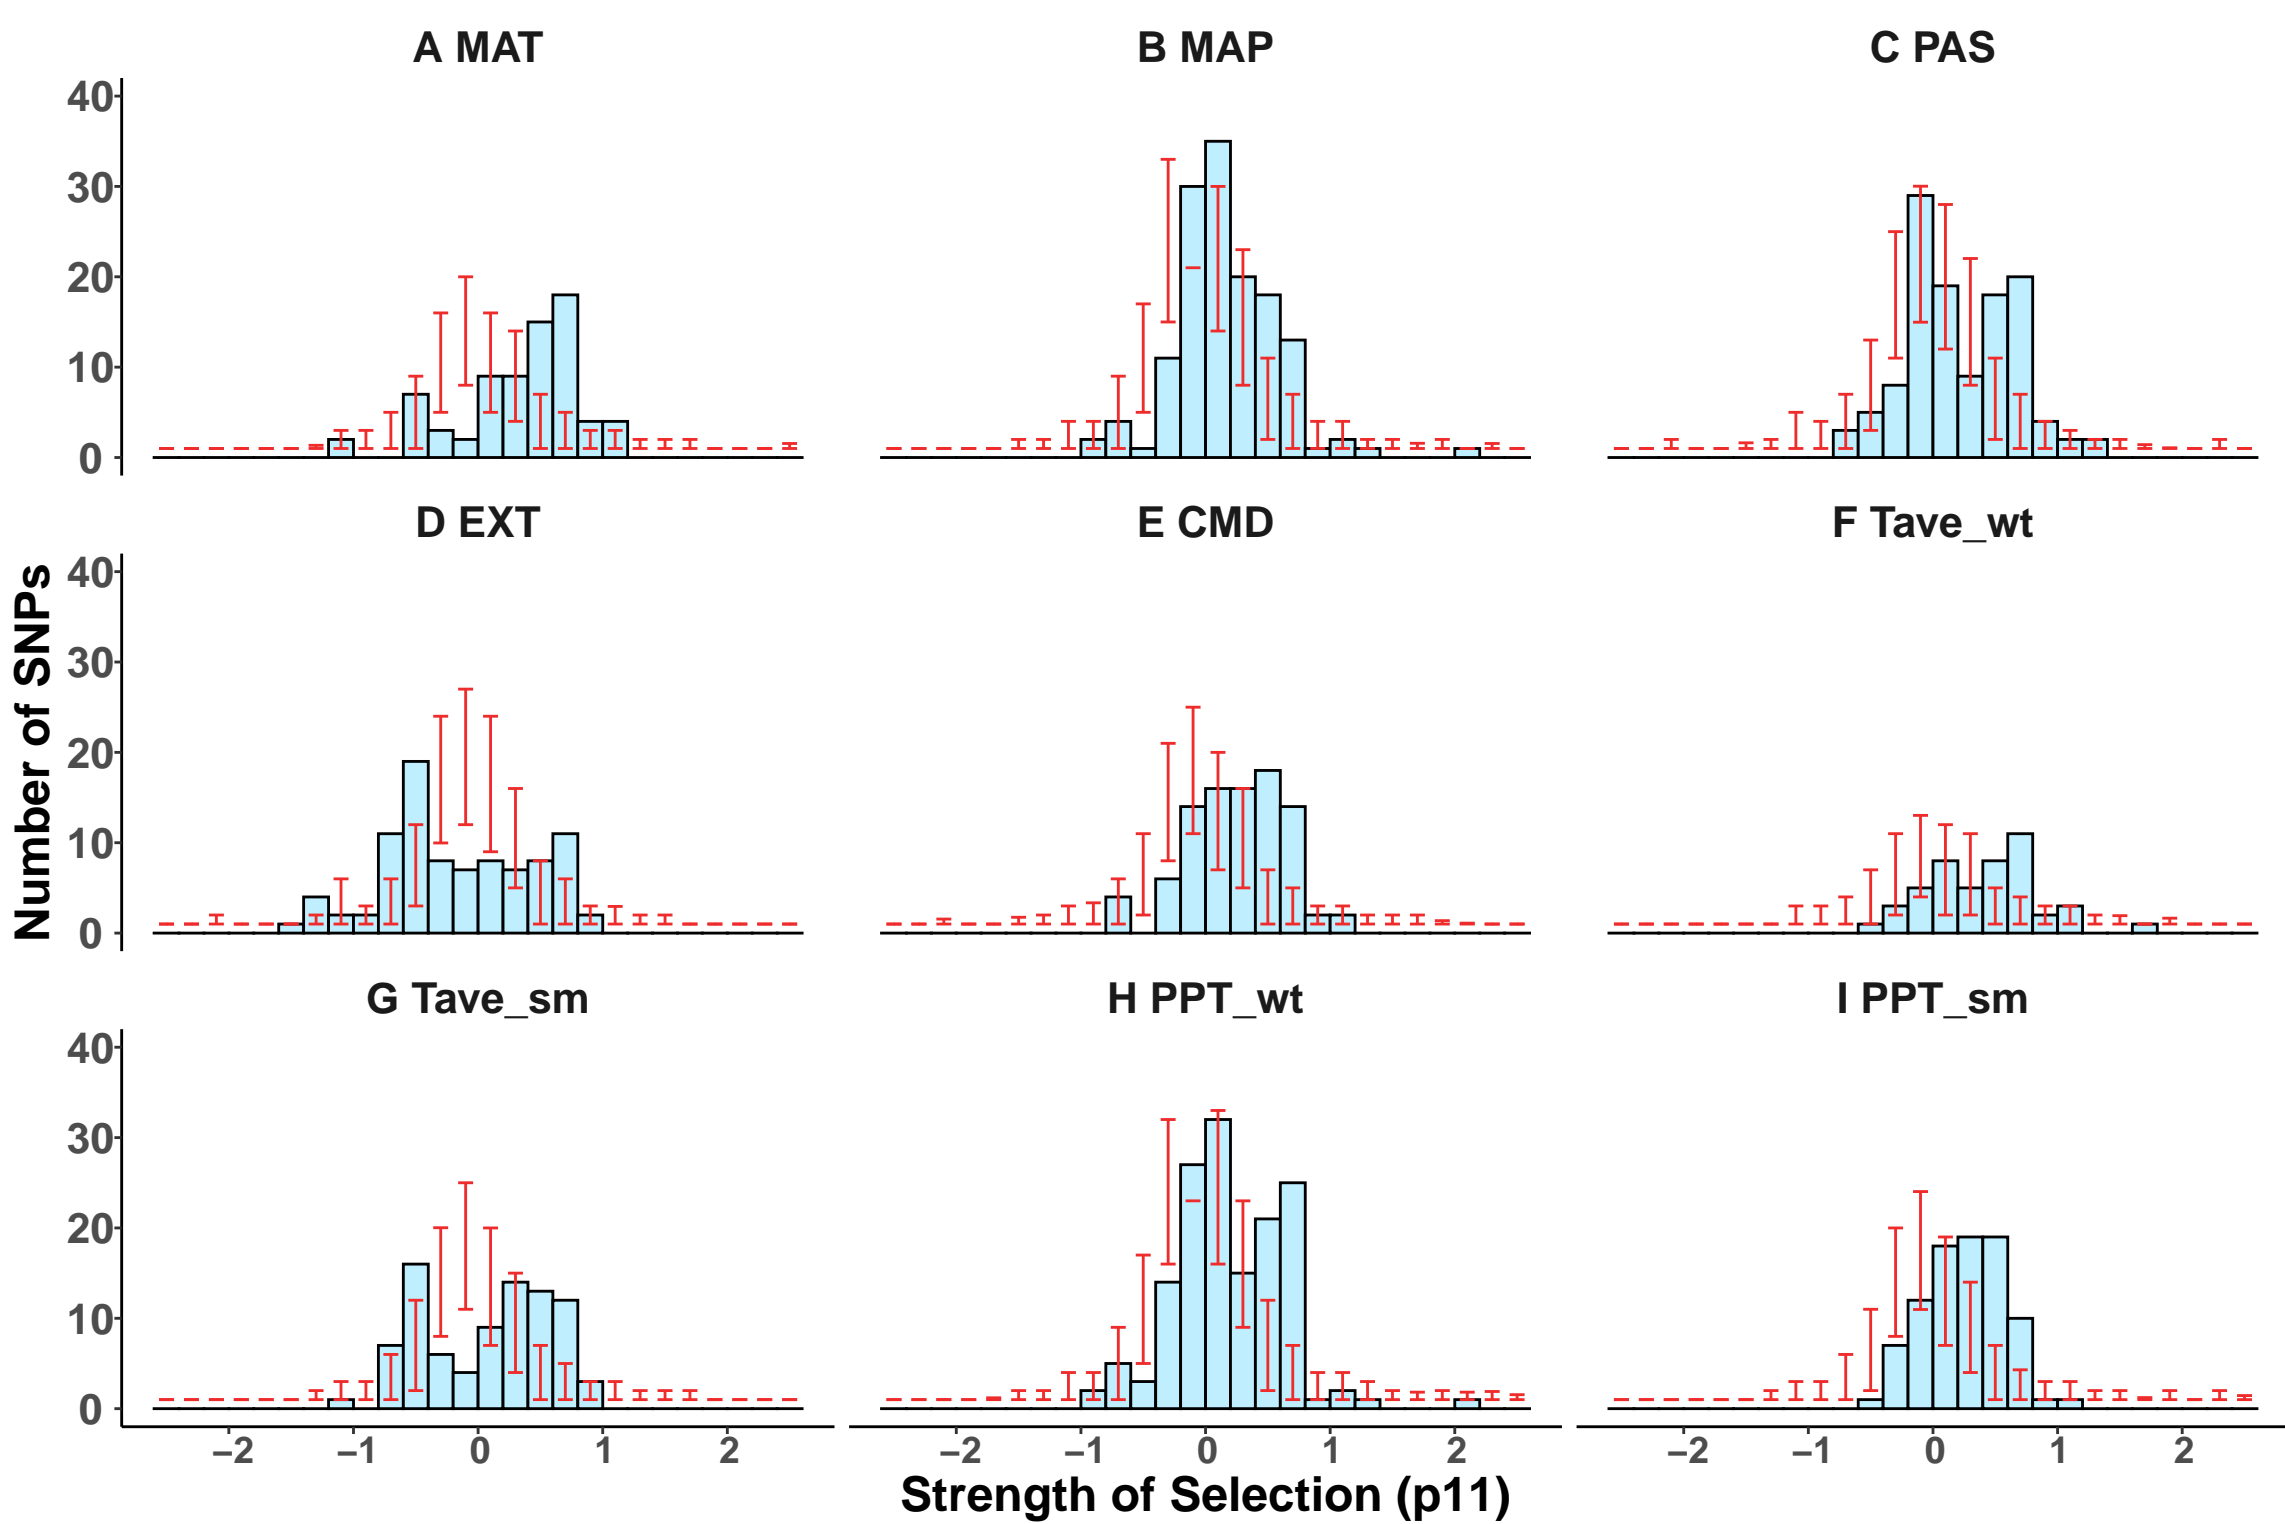 A MAT
B MAP
C PAS
40
30
20
10
0
D EXT
E CMD
F Tave_wt
Number of SNPs
40
30
20
10
0
G Tave_sm
H PPT_wt
I PPT_sm
40
30
20
10
0
−2 −1 0 1 2
−2 −1 0 1 2
−2 −1 0 1 2
Strength of Selection (p11)